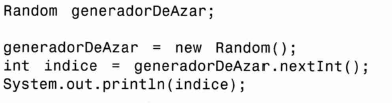 Random generadorDeAzar;
generadorDeAzar = new Random();
int indice = generadorDeAzar.nextInt();
System.out.println(indice);